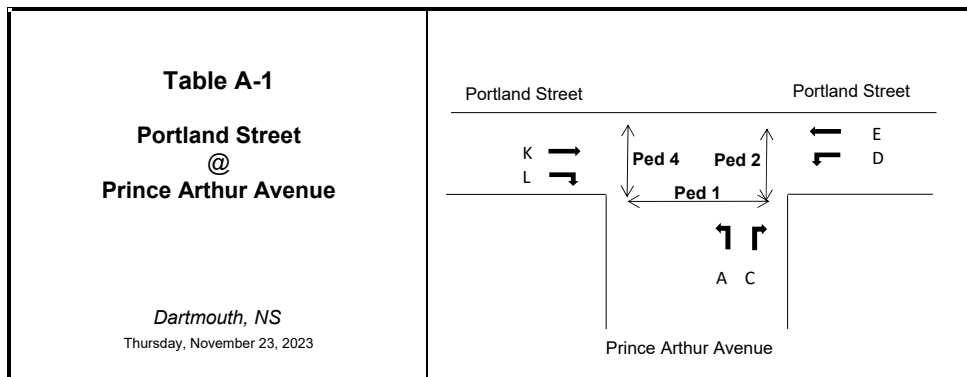 Table A-1
Portland Street
@
Prince Arthur Avenue
Dartmouth, NS
Thursday, November 23, 2023
Portland Street
Portland Street
K
L
Ped 4
Ped 2
Ped 1
E
D
A C
Prince Arthur Avenue